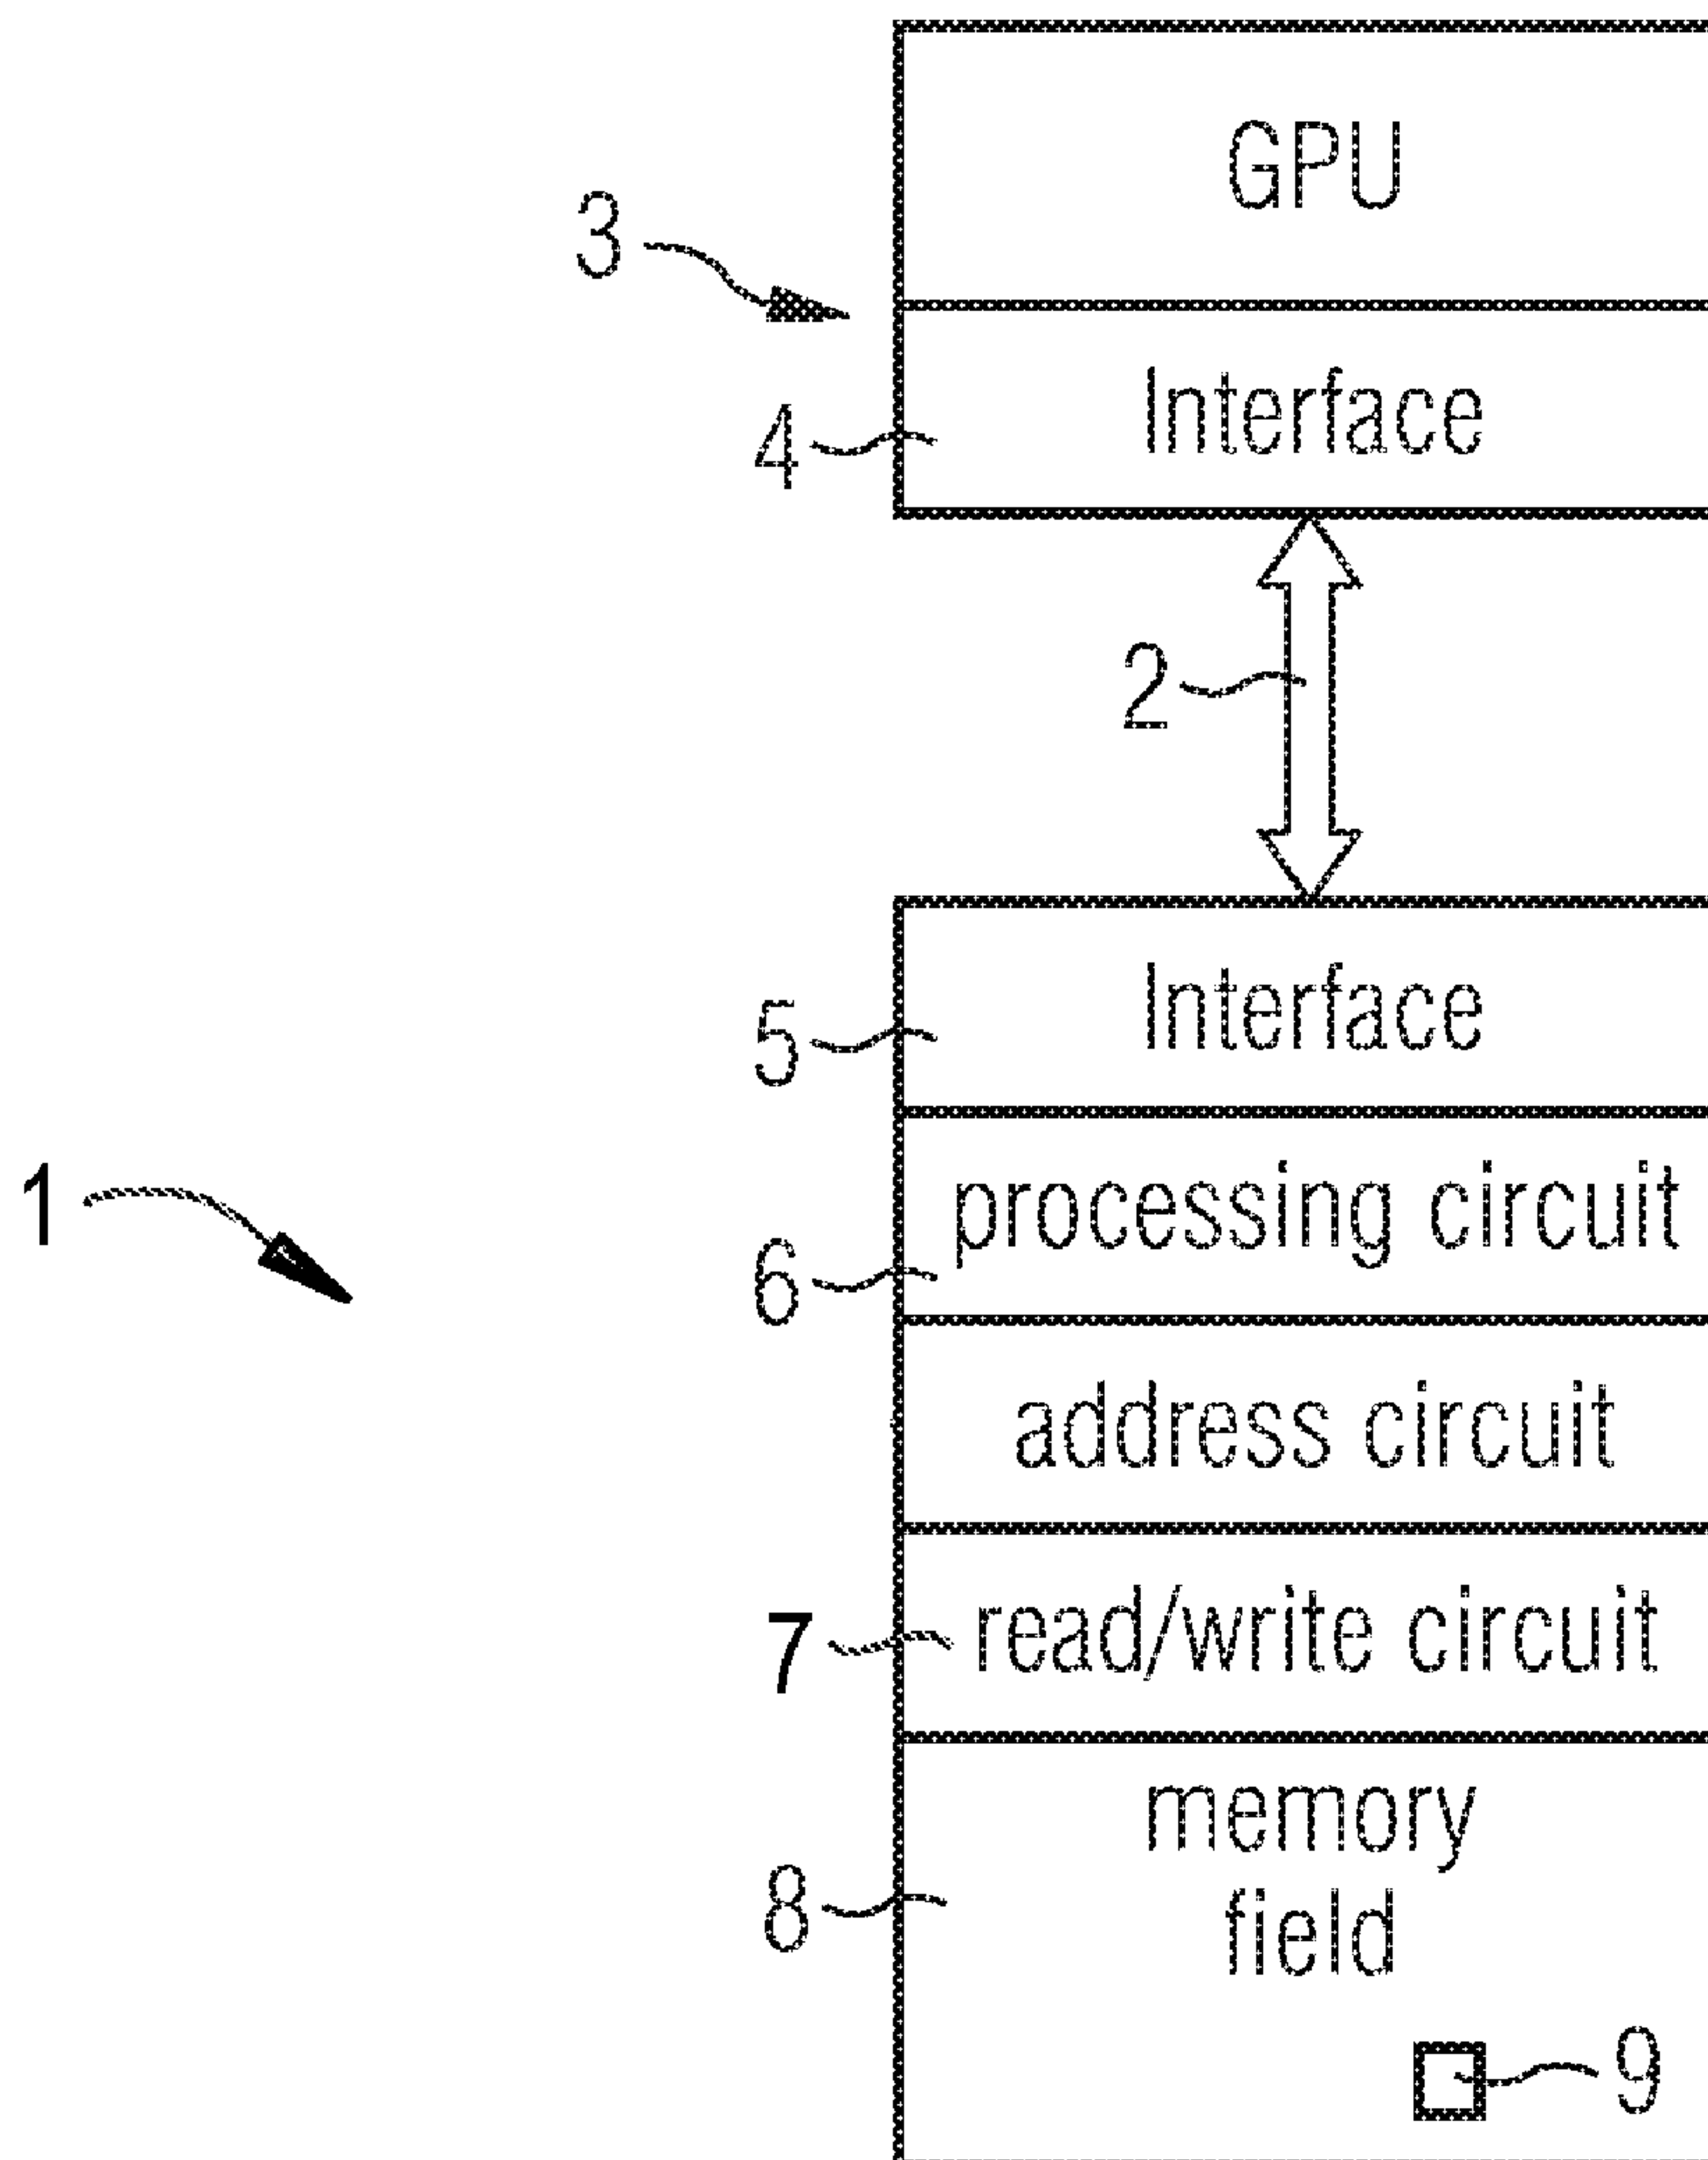 GPU
3
Interface
4
2
Interface
5
1
processing circuit
6
address circuit
7 read/write circuit
memory
8
field
9